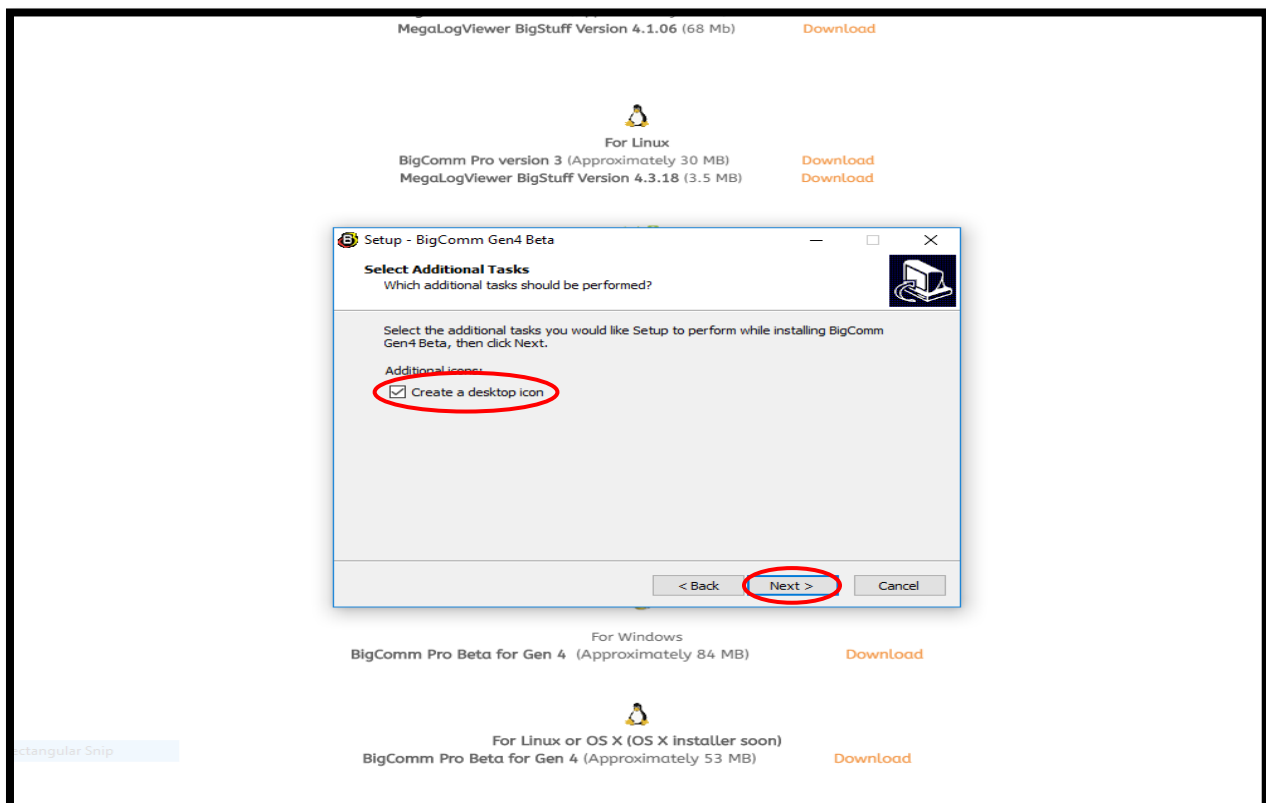 MegaLogViewer BigStuff Version 4.1.06 (68 Mb) Download
For Linux
BigComm Pro version 3 (Approximately 30 MB) Download
MegaLogViewer BigStuff Version 4.3.18 (3.5 MB) Download
Setup - BigComm Gen4 Beta
Select Additional Tasks
Which additional tasks should be performed?
Select the additional tasks you would like Setup to perform while installing BigComm
Gen4 Beta, then click Next.
Additional icons:
Create a desktop icon
< Back Next > Cancel
For Windows
BigComm Pro Beta for Gen 4 (Approximately 84 MB) Download
For Linux or OS X (OS X installer soon)
ectangular Snip
BigComm Pro Beta for Gen 4 (Approximately 53 MB) Download